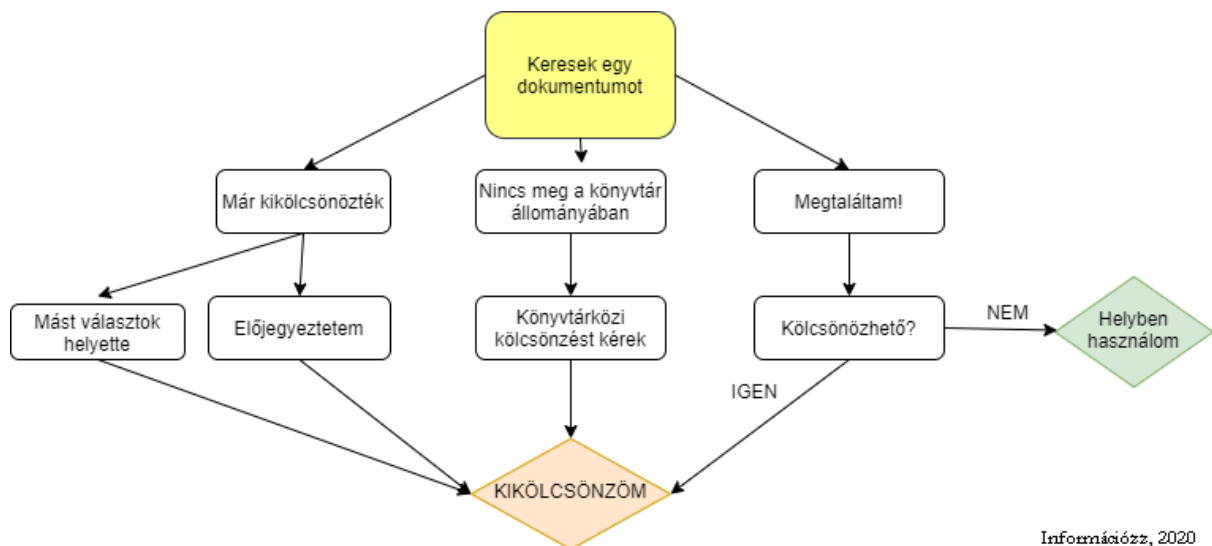 Keresek egy
dokumentumot
Már kikölcsönözték
Nincs meg a könyvtár
állományában
Megtaláltam!
Mást választok
helyette
Előjegyeztetem
Könyvtárközi
kölcsönzést kérek
Kölcsönözhető?
NEM
Helyben
használom
IGEN
KIKÖLCSÖNZÖM
Információzz, 2020